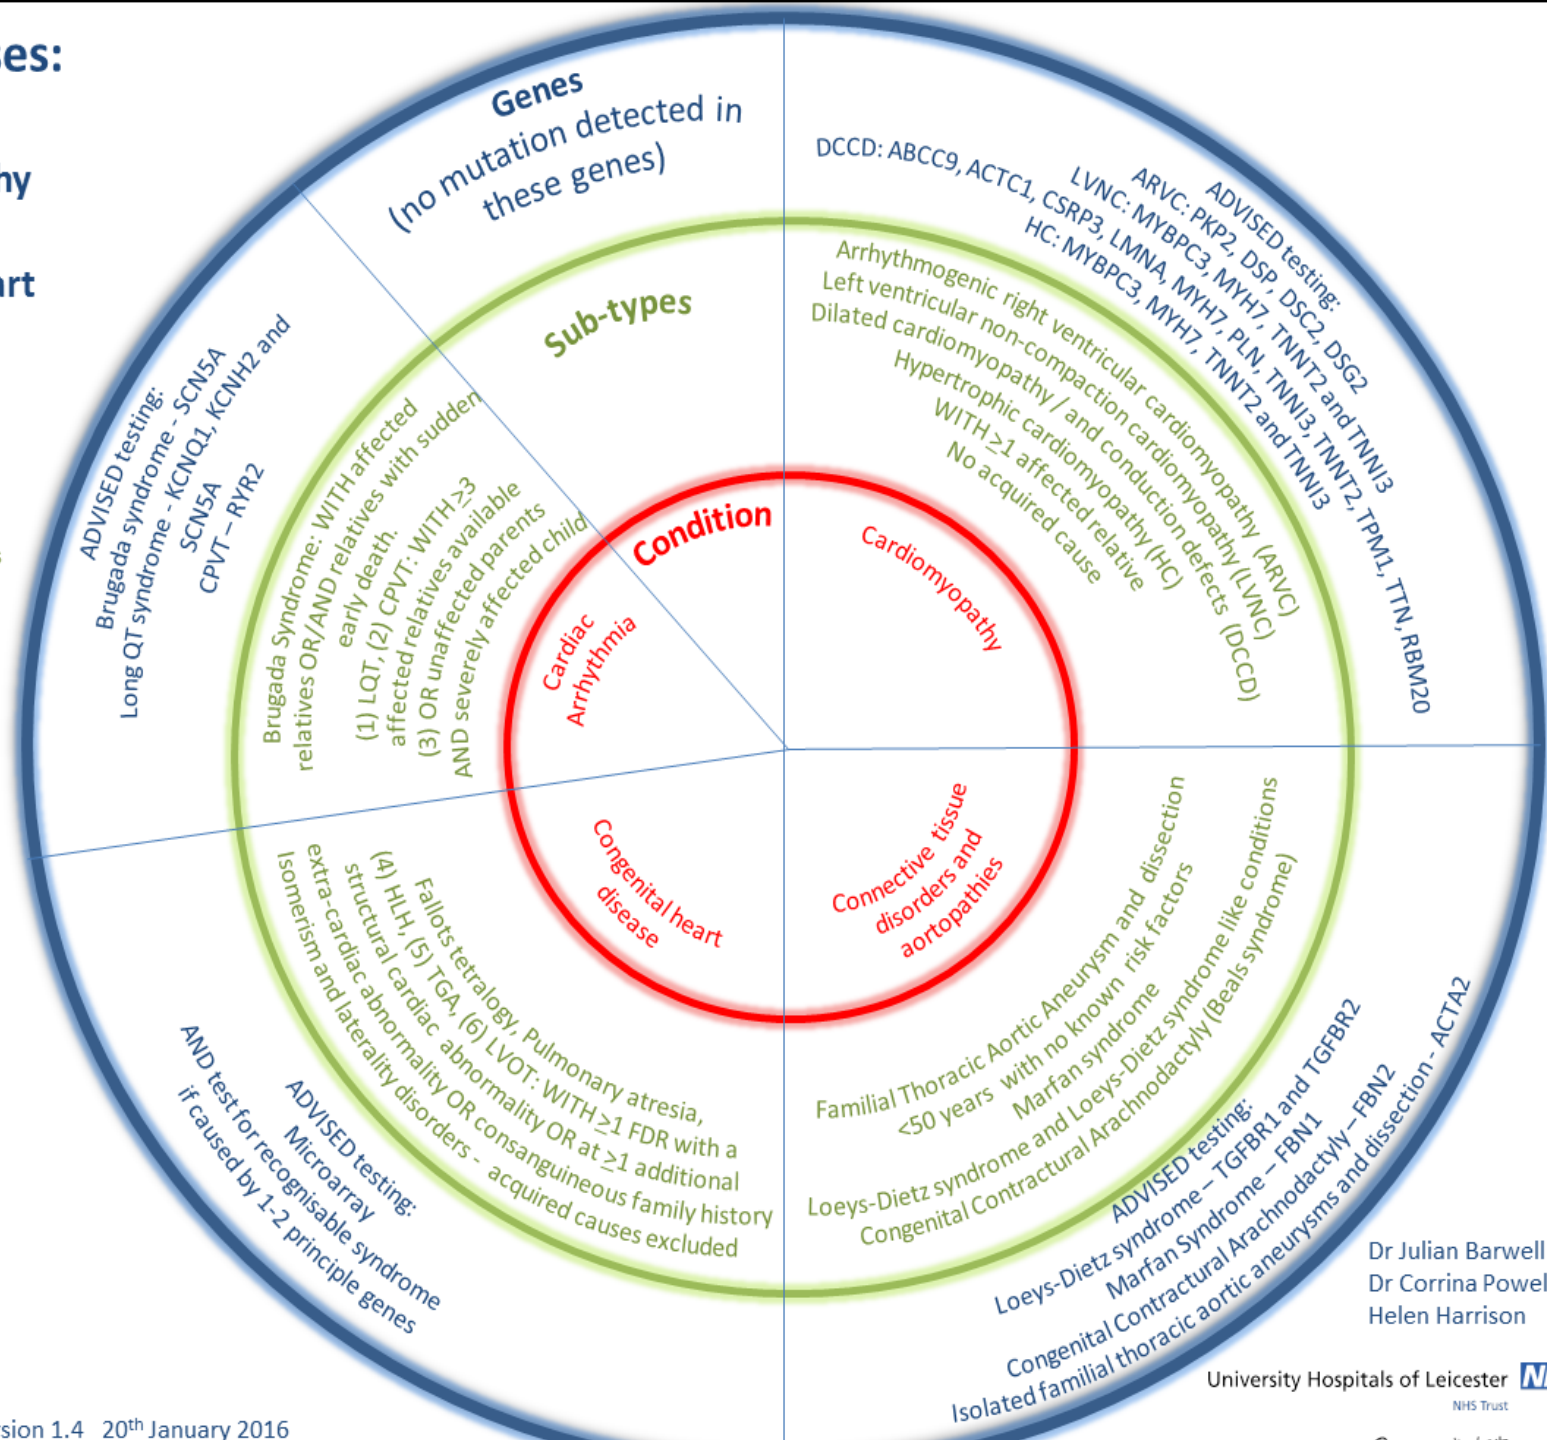 ses:
hy
art
Genes
(no mutation detected in
these genes)
Sub-types
Condition
ADVISED testing:
ARVC: PKP2, DSP, DSC2, DSG2
LVNC: MYBPC3, MYH7, TNNT2 and TNNI3
DCCD: ABCC9, ACTC1, CSRP3, LMNA, MYH7, PLN, TNNI3, TNNT2, TPM1, TTN, RBM20
HC: MYBPC3, MYH7, TNNT2 and TNNI3
Arrhythmogenic right ventricular cardiomyopathy (ARVC)
Left ventricular non-compaction cardiomyopathy (LVNC)
Dilated cardiomyopathy / and conduction defects (DCCD)
Hypertrophic cardiomyopathy (HC)
WITH ≥1 affected relative
No acquired cause
Cardiomyopathy
ADVISED testing:
Brugada syndrome - SCN5A
Long QT syndrome - KCNQ1, KCNH2 and
SCN5A
CPVT – RYR2
Brugada Syndrome: WITH affected
relatives OR/AND relatives with sudden
early death.
(1) LQT, (2) CPVT: WITH ≥3
affected relatives available
(3) OR unaffected parents
AND severely affected child
Cardiac
Arrhythmia
Connective tissue
disorders and
aortopathies
Familial Thoracic Aortic Aneurysm and dissection
<50 years with no known risk factors
Marfan syndrome
Loeys-Dietz syndrome and Loeys-Dietz syndrome like conditions
Congenital Contractural Arachnodactyly (Beals syndrome)
ADVISED testing:
Loeys-Dietz syndrome – TGFBR1 and TGFBR2
Marfan Syndrome – FBN1
Congenital Contractural Arachnodactyly – FBN2
Isolated familial thoracic aortic aneurysms and dissection - ACTA2
Congenital heart
disease
Fallots tetralogy, Pulmonary atresia,
(4) HLH, (5) TGA, (6) LVOT: WITH ≥1 FDR with a
structural cardiac abnormality OR at ≥1 additional
extra-cardiac abnormality OR consanguineous family history
Isomerism and laterality disorders - acquired causes excluded
ADVISED testing:
Microarray
AND test for recognisable syndrome
if caused by 1-2 principle genes
Dr Julian Barwell
Dr Corrina Powel
Helen Harrison
University Hospitals of Leicester
NHS Trust
rsion 1.4 20th January 2016